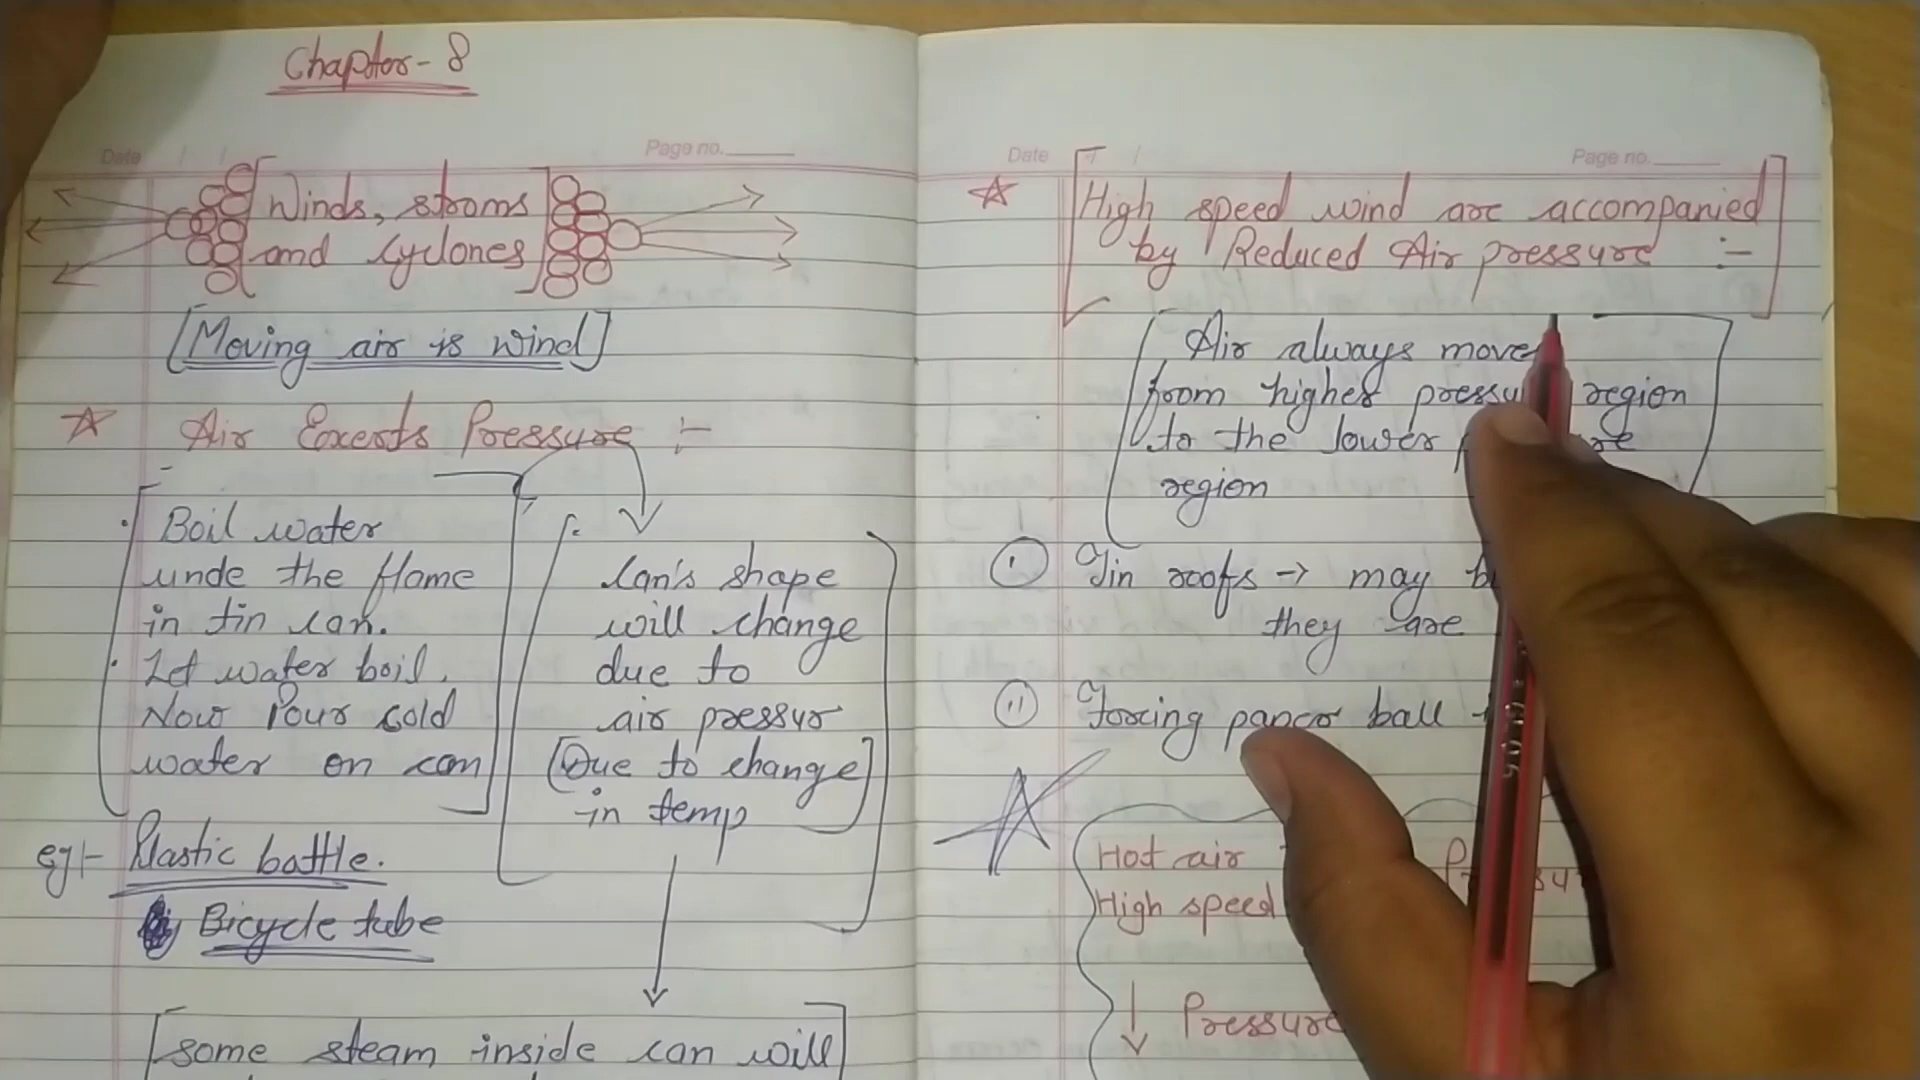 Chapter - 8
Date
Page no.
Winds, stroms
and cyclones
[Moving air is wind]
Air Exerts Pressure :-
Boil water
unde the flame
in tin can.
Let water boil.
Now Pour cold
water on can
can's shape
will change
due to
air pressur
[Due to change]
in temp
eg:- Plastic bottle.
Bicycle tube
[some steam inside can will]
Date
Page no.
High speed wind are accompanied
by Reduced Air pressure :-
Air always move
from higher region
to the lower
region
(i) Tin roofs → may
they are
(ii) Forcing ball
Hot air
High speed
↓ Pressure